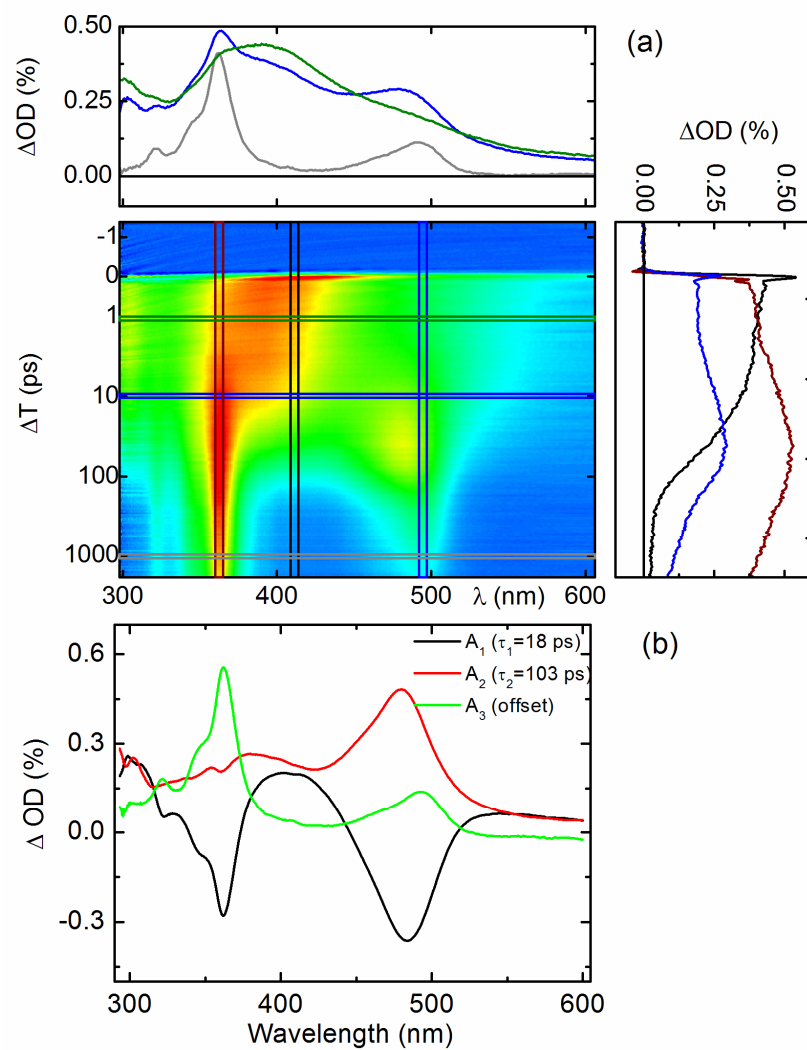 (a)
ΔOD (%)
0.50
0.25
0.00
ΔOD (%)
0.00
0.25
0.50
ΔT (ps)
-1
0
1
10
100
1000
300
400
500
λ (nm)
600
(b)
A1 (τ1=18 ps)
A2 (τ2=103 ps)
A3 (offset)
Δ OD (%)
0.6
0.3
0.0
-0.3
300
400
500
600
Wavelength (nm)